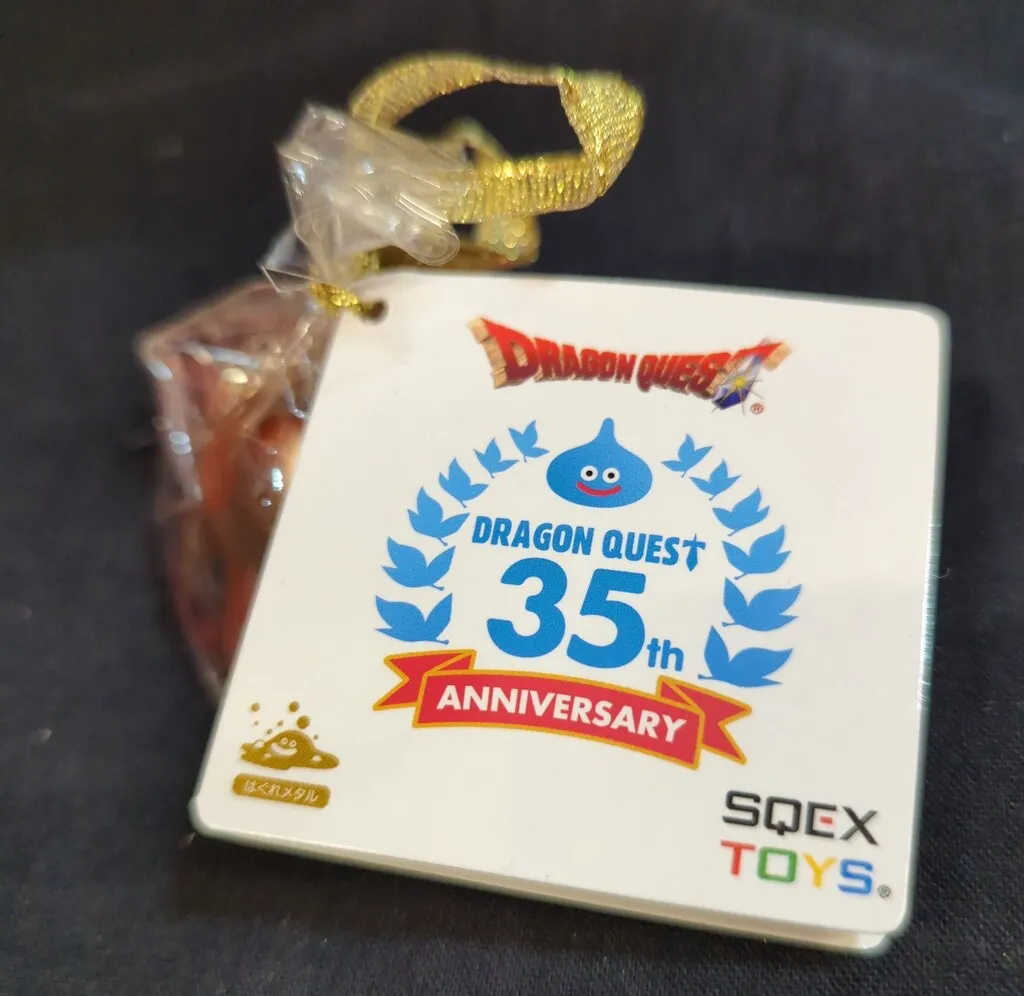 DRAGON QUEST®
DRAGON QUEST
35th
ANNIVERSARY
はぐれメタル
SQEX
TOYS®